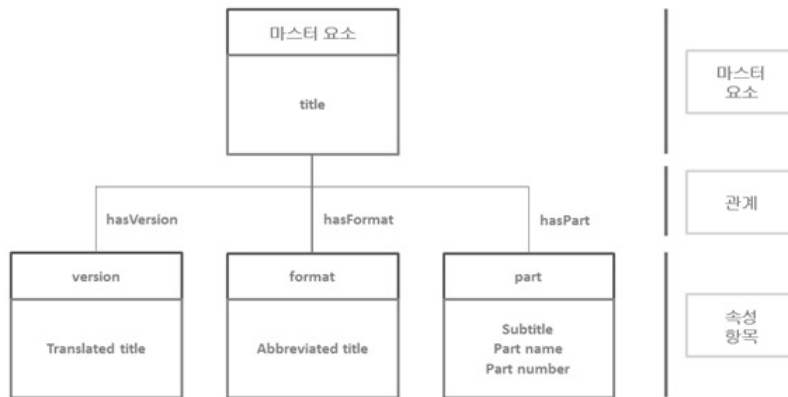 마스터 요소
title
마스터
요소
hasVersion
hasFormat
hasPart
관계
version
format
part
Translated title
Abbreviated title
Subtitle
Part name
Part number
속성
항목